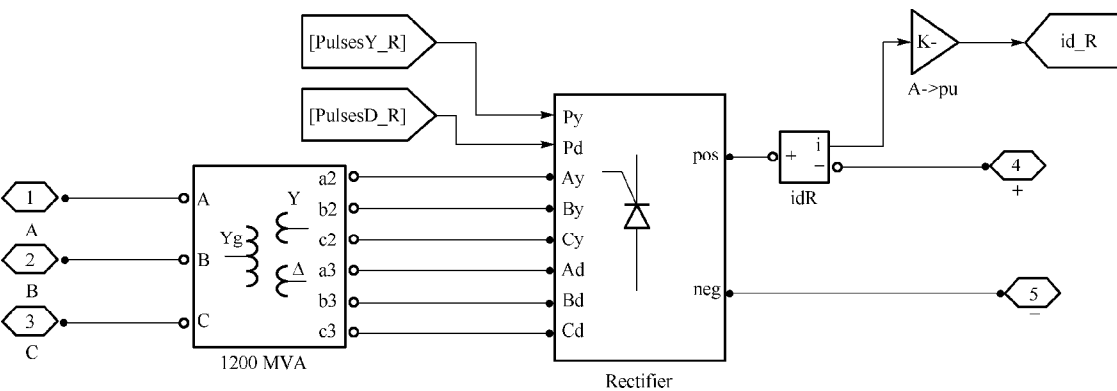 [PulsesY_R]
K-
id_R
A->pu
[PulsesD_R]
Py
Pd
pos
+
i
−
4
+
idR
1
A
A
a2
Ay
Y
b2
By
Yg
c2
Cy
2
B
B
Δ
a3
Ad
neg
5
−
b3
Bd
3
C
C
c3
Cd
1200 MVA
Rectifier